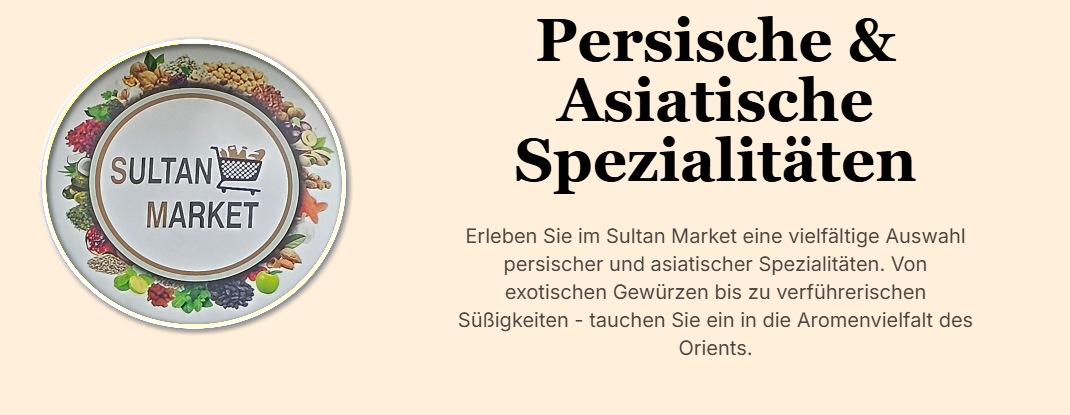 SULTAN
MARKET
Persische &
Asiatische
Spezialitäten
Erleben Sie im Sultan Market eine vielfältige Auswahl
persischer und asiatischer Spezialitäten. Von
exotischen Gewürzen bis zu verführerischen
Süßigkeiten - tauchen Sie ein in die Aromenvielfalt des
Orients.